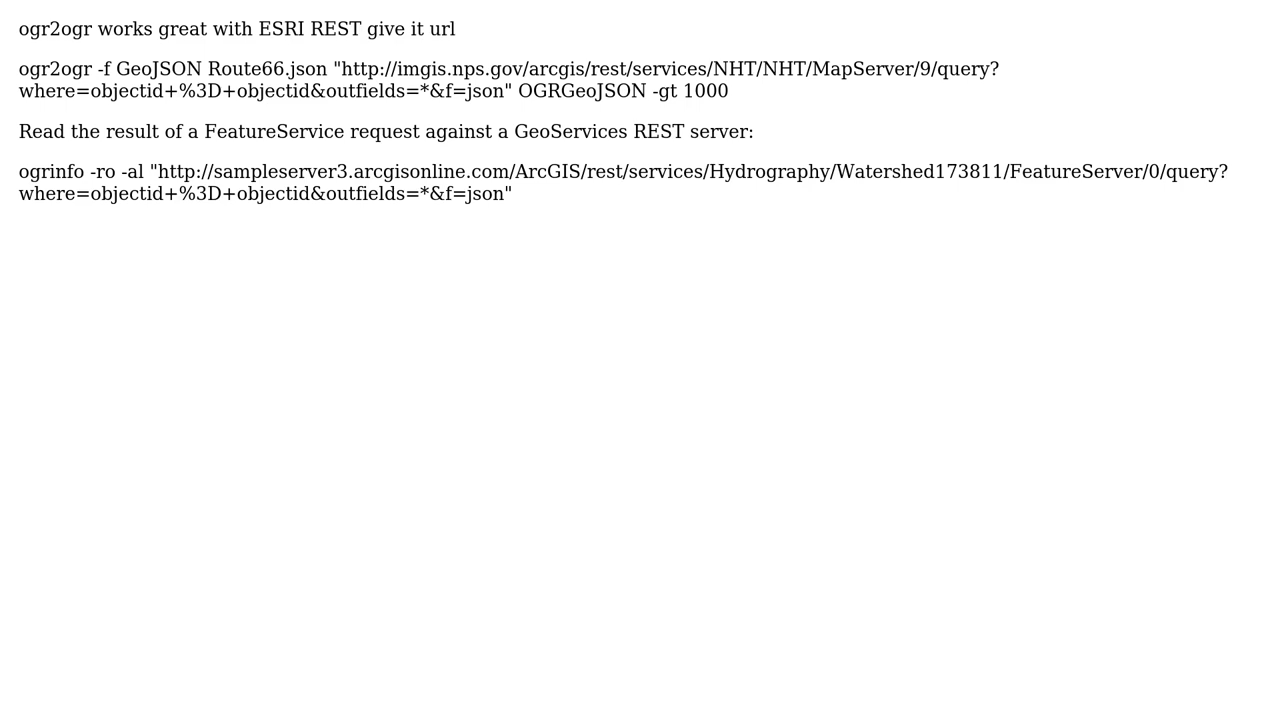 ogr2ogr works great with ESRI REST give it url
ogr2ogr -f GeoJSON Route66.json "http://imgis.nps.gov/arcgis/rest/services/NHT/NHT/MapServer/9/query?
where=objectid+%3D+objectid&outfields=*&f=json" OGRGeoJSON -gt 1000
Read the result of a FeatureService request against a GeoServices REST server:
ogrinfo -ro -al "http://sampleserver3.arcgisonline.com/ArcGIS/rest/services/Hydrography/Watershed173811/FeatureServer/0/query?
where=objectid+%3D+objectid&outfields=*&f=json"